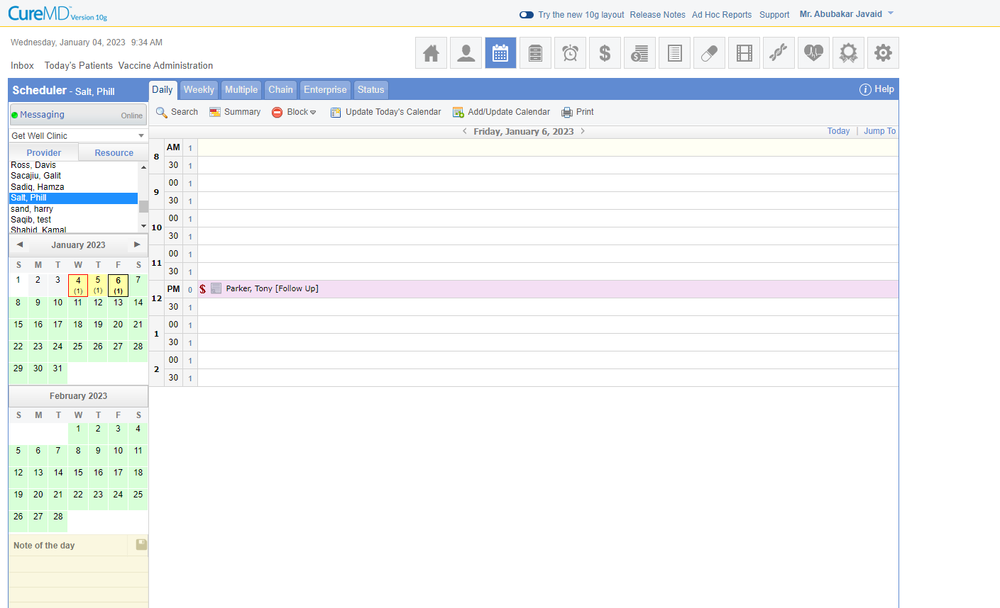 CureMD™ Version 10g
Try the new 10g layout Release Notes Ad Hoc Reports Support Mr. Abubakar Javaid
Wednesday, January 04, 2023 9:34 AM
Inbox Today's Patients Vaccine Administration
Scheduler - Salt, Phill
Daily Weekly Multiple Chain Enterprise Status
Help
Messaging Online
Search Summary Block Update Today's Calendar Add/Update Calendar Print
Get Well Clinic
Friday, January 6, 2023
Today | Jump To
Provider Resource
Ross, Davis
Sacajiu, Galit
Sadiq, Hamza
Salt, Phill
sand, harry
Saqib, test
Shahid, Kamal
January 2023
S M T W T F S
1 2 3 4 5 6 7
(1) (1) (1)
8 9 10 11 12 13 14
15 16 17 18 19 20 21
22 23 24 25 26 27 28
29 30 31
February 2023
S M T W T F S
1 2 3 4
5 6 7 8 9 10 11
12 13 14 15 16 17 18
19 20 21 22 23 24 25
26 27 28
Note of the day
8 AM 1
30 1
9 00 1
30 1
10 00 1
30 1
11 00 1
30 1
12 PM 0 $ Parker, Tony [Follow Up]
30 1
1 00 1
30 1
2 00 1
30 1